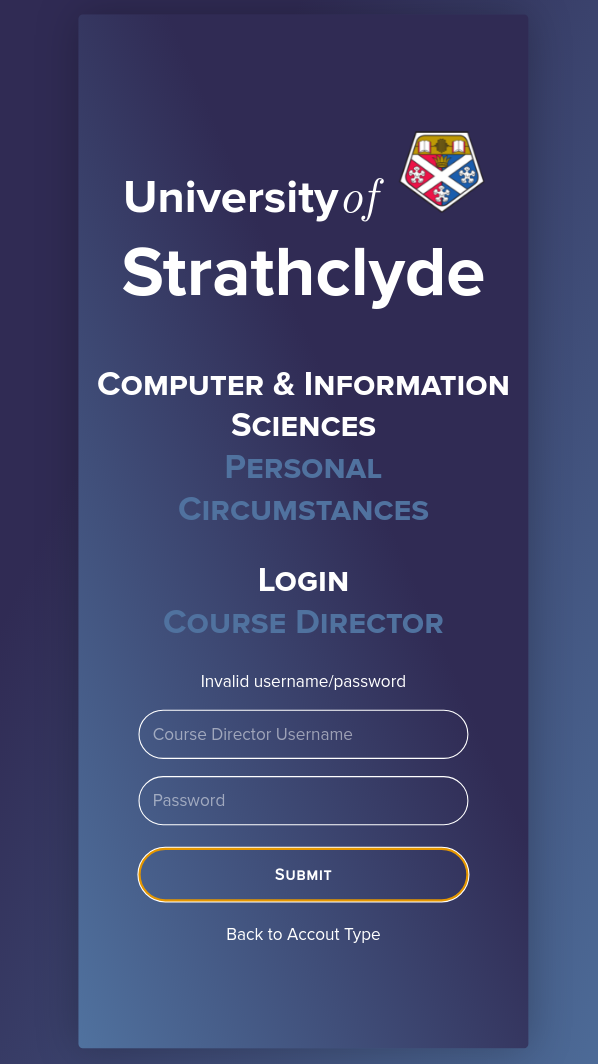 University of
Strathclyde
Computer & Information
Sciences
Personal
Circumstances
Login
Course Director
Invalid username/password
Course Director Username
Password
Submit
Back to Accout Type